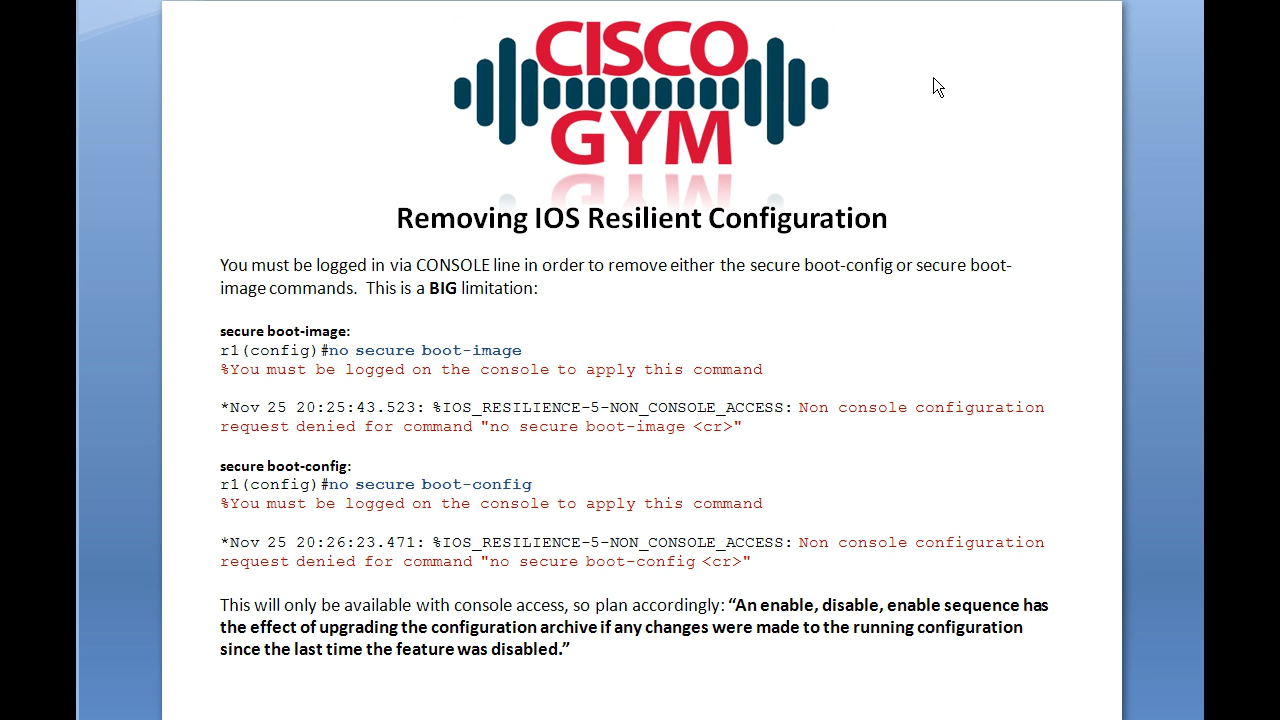 CISCO
GYM
Removing IOS Resilient Configuration
You must be logged in via CONSOLE line in order to remove either the secure boot-config or secure boot-
image commands.  This is a BIG limitation:
secure boot-image:
r1(config)#no secure boot-image
%You must be logged on the console to apply this command
*Nov 25 20:25:43.523: %IOS_RESILIENCE-5-NON_CONSOLE_ACCESS: Non console configuration
request denied for command "no secure boot-image <cr>"
secure boot-config:
r1(config)#no secure boot-config
%You must be logged on the console to apply this command
*Nov 25 20:26:23.471: %IOS_RESILIENCE-5-NON_CONSOLE_ACCESS: Non console configuration
request denied for command "no secure boot-config <cr>"
This will only be available with console access, so plan accordingly: “An enable, disable, enable sequence has
the effect of upgrading the configuration archive if any changes were made to the running configuration
since the last time the feature was disabled.”